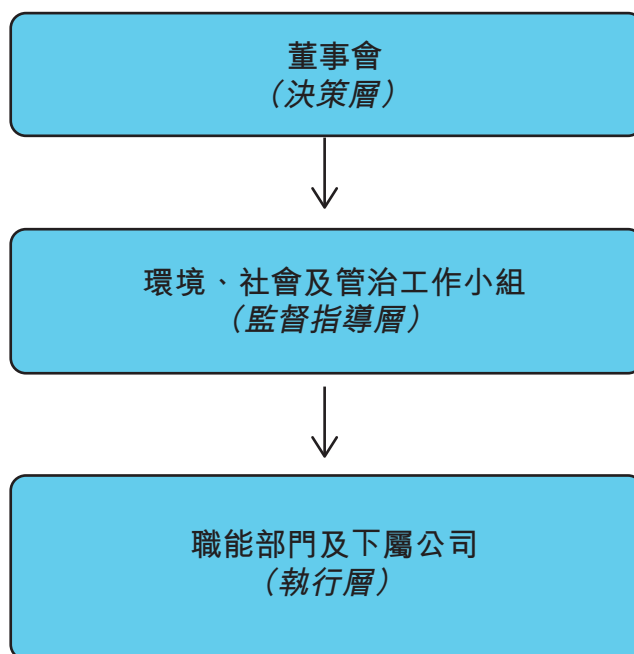 董事會
（決策層）
環境、社會及管治工作小組
（監督指導層）
職能部門及下屬公司
（執行層）